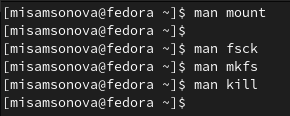 [misamsonova@fedora ~]$ man mount
[misamsonova@fedora ~]$
[misamsonova@fedora ~]$ man fsck
[misamsonova@fedora ~]$ man mkfs
[misamsonova@fedora ~]$ man kill
[misamsonova@fedora ~]$